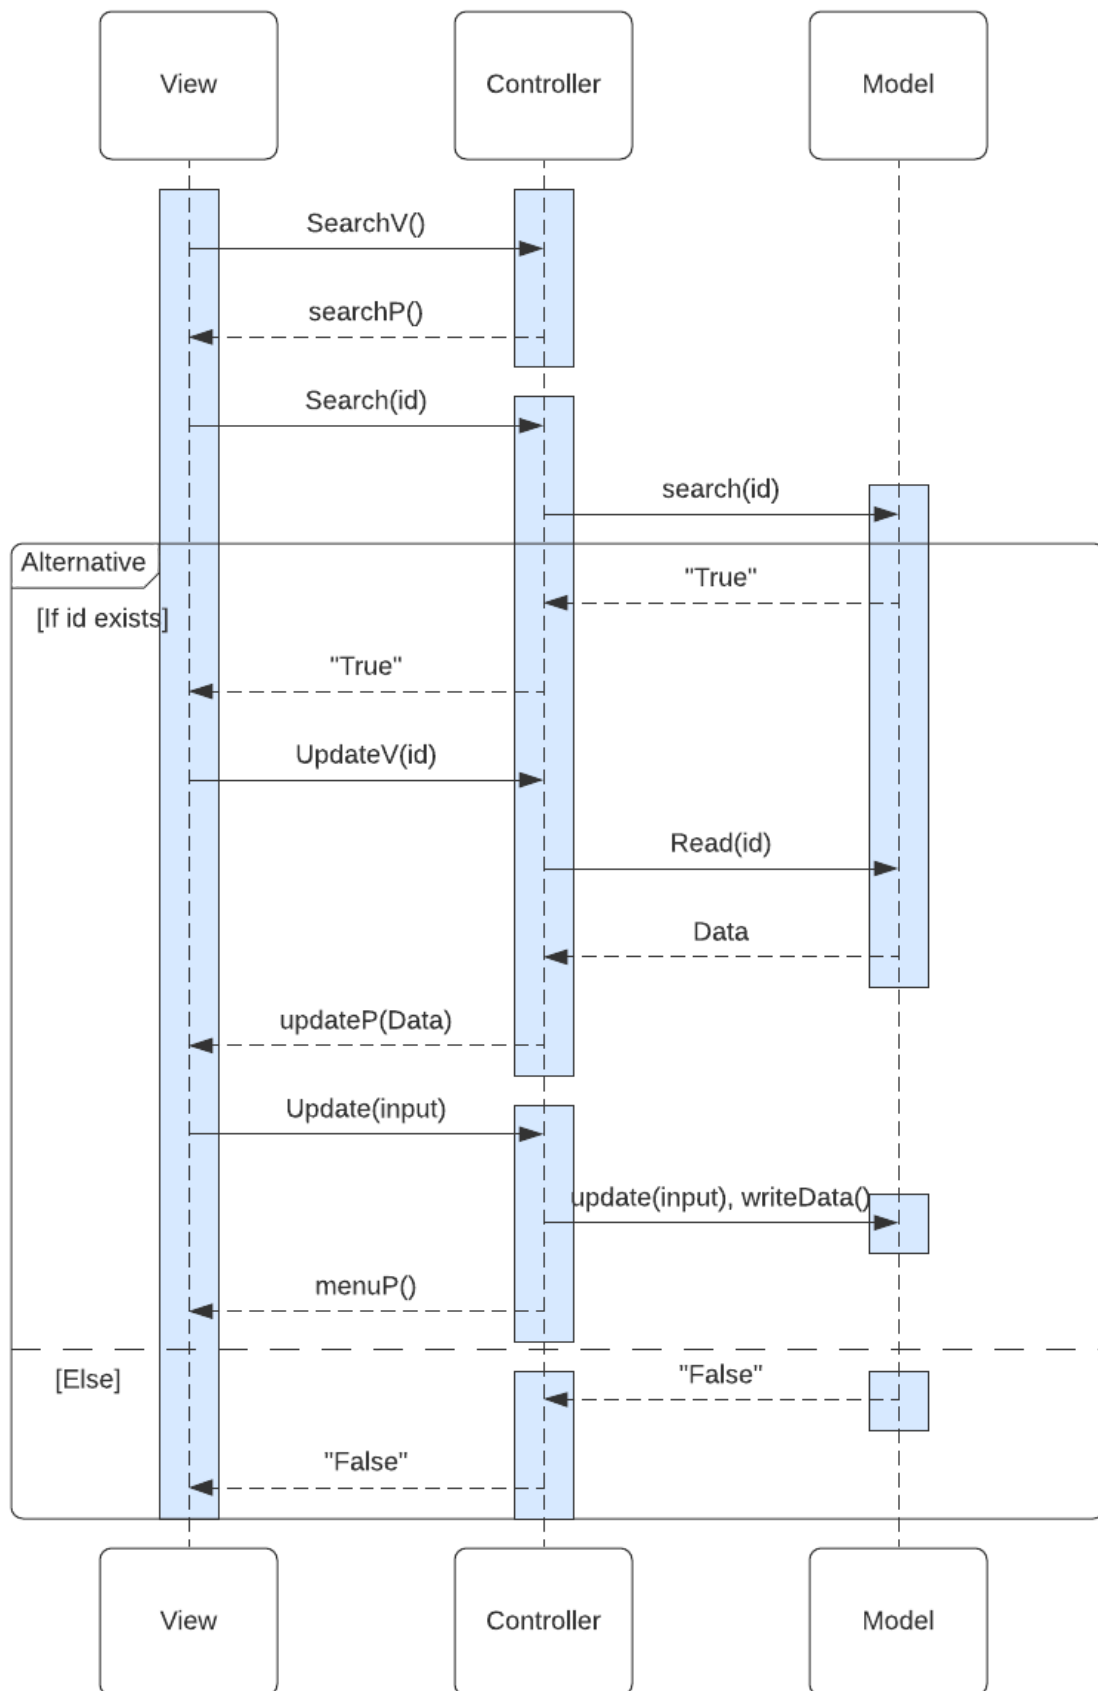 View
Controller
Model
SearchV()
searchP()
Search(id)
search(id)
Alternative
"True"
[If id exists]
"True"
UpdateV(id)
Read(id)
Data
updateP(Data)
Update(input)
update(input), writeData()
menuP()
[Else]
"False"
"False"
View
Controller
Model